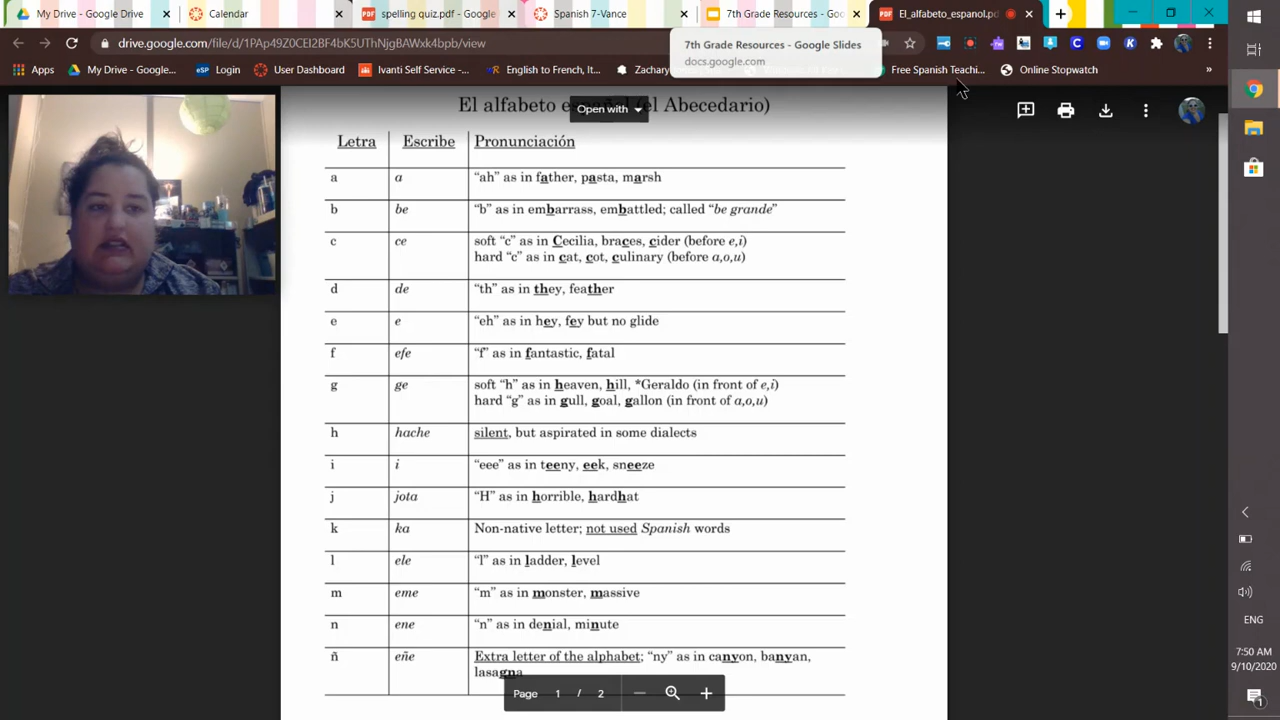 My Drive - Google Drive
Calendar
spelling quiz.pdf - Google
Spanish 7-Vance
7th Grade Resources - Goo
El_alfabeto_espanol.pd
drive.google.com/file/d/1PAp49Z0CEI2BF4bK5UThNjgBAWxk4bpb/view
7th Grade Resources - Google Slides
docs.google.com
Apps
My Drive - Google...
eSP Login
User Dashboard
Ivanti Self-Service -...
English to French, It...
Zachary
Free Spanish Teachi...
Online Stopwatch
»
El alfabeto español (el Abecedario)
Open with
Letra Escribe Pronunciación
a a “ah” as in father, pasta, marsh
b be “b” as in embarrass, embattled; called “be grande”
c ce soft “c” as in Cecilia, braces, cider (before e,i)
hard “c” as in cat, cot, culinary (before a,o,u)
d de “th” as in they, feather
e e “eh” as in hey, fey but no glide
f efe “f” as in fantastic, fatal
g ge soft “h” as in heaven, hill, *Geraldo (in front of e,i)
hard “g” as in gull, goal, gallon (in front of a,o,u)
h hache silent, but aspirated in some dialects
i i “eee” as in teeny, eek, sneeze
j jota “H” as in horrible, hardhat
k ka Non-native letter; not used Spanish words
l ele “l” as in ladder, level
m eme “m” as in monster, massive
n ene “n” as in denial, minute
ñ eñe Extra letter of the alphabet; “ny” as in canyon, banyan,
lasagna
Page 1 / 2
ENG
7:50 AM
9/10/2020